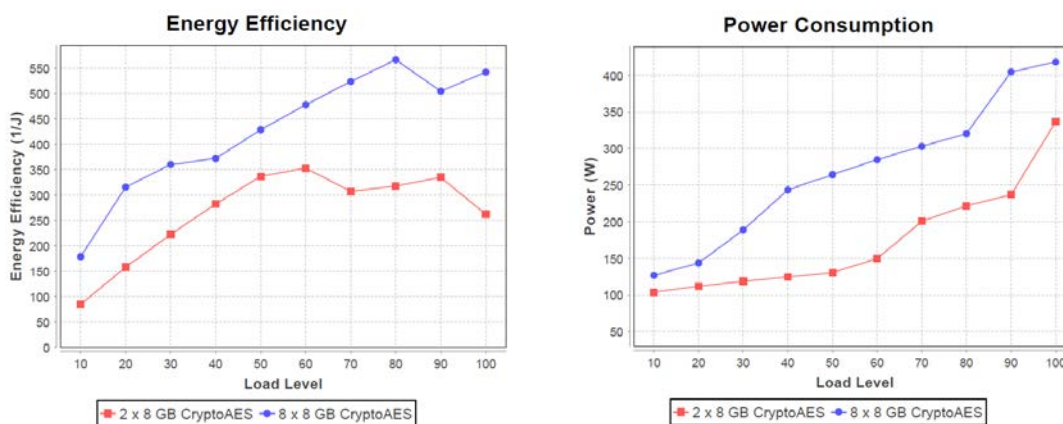 Energy Efficiency
Energy Efficiency (1/J)
550
500
450
400
350
300
250
200
150
100
50
0
10 20 30 40 50 60 70 80 90 100
Load Level
2 x 8 GB CryptoAES 8 x 8 GB CryptoAES
Power Consumption
Power (W)
400
350
300
250
200
150
100
50
10 20 30 40 50 60 70 80 90 100
Load Level
2 x 8 GB CryptoAES 8 x 8 GB CryptoAES